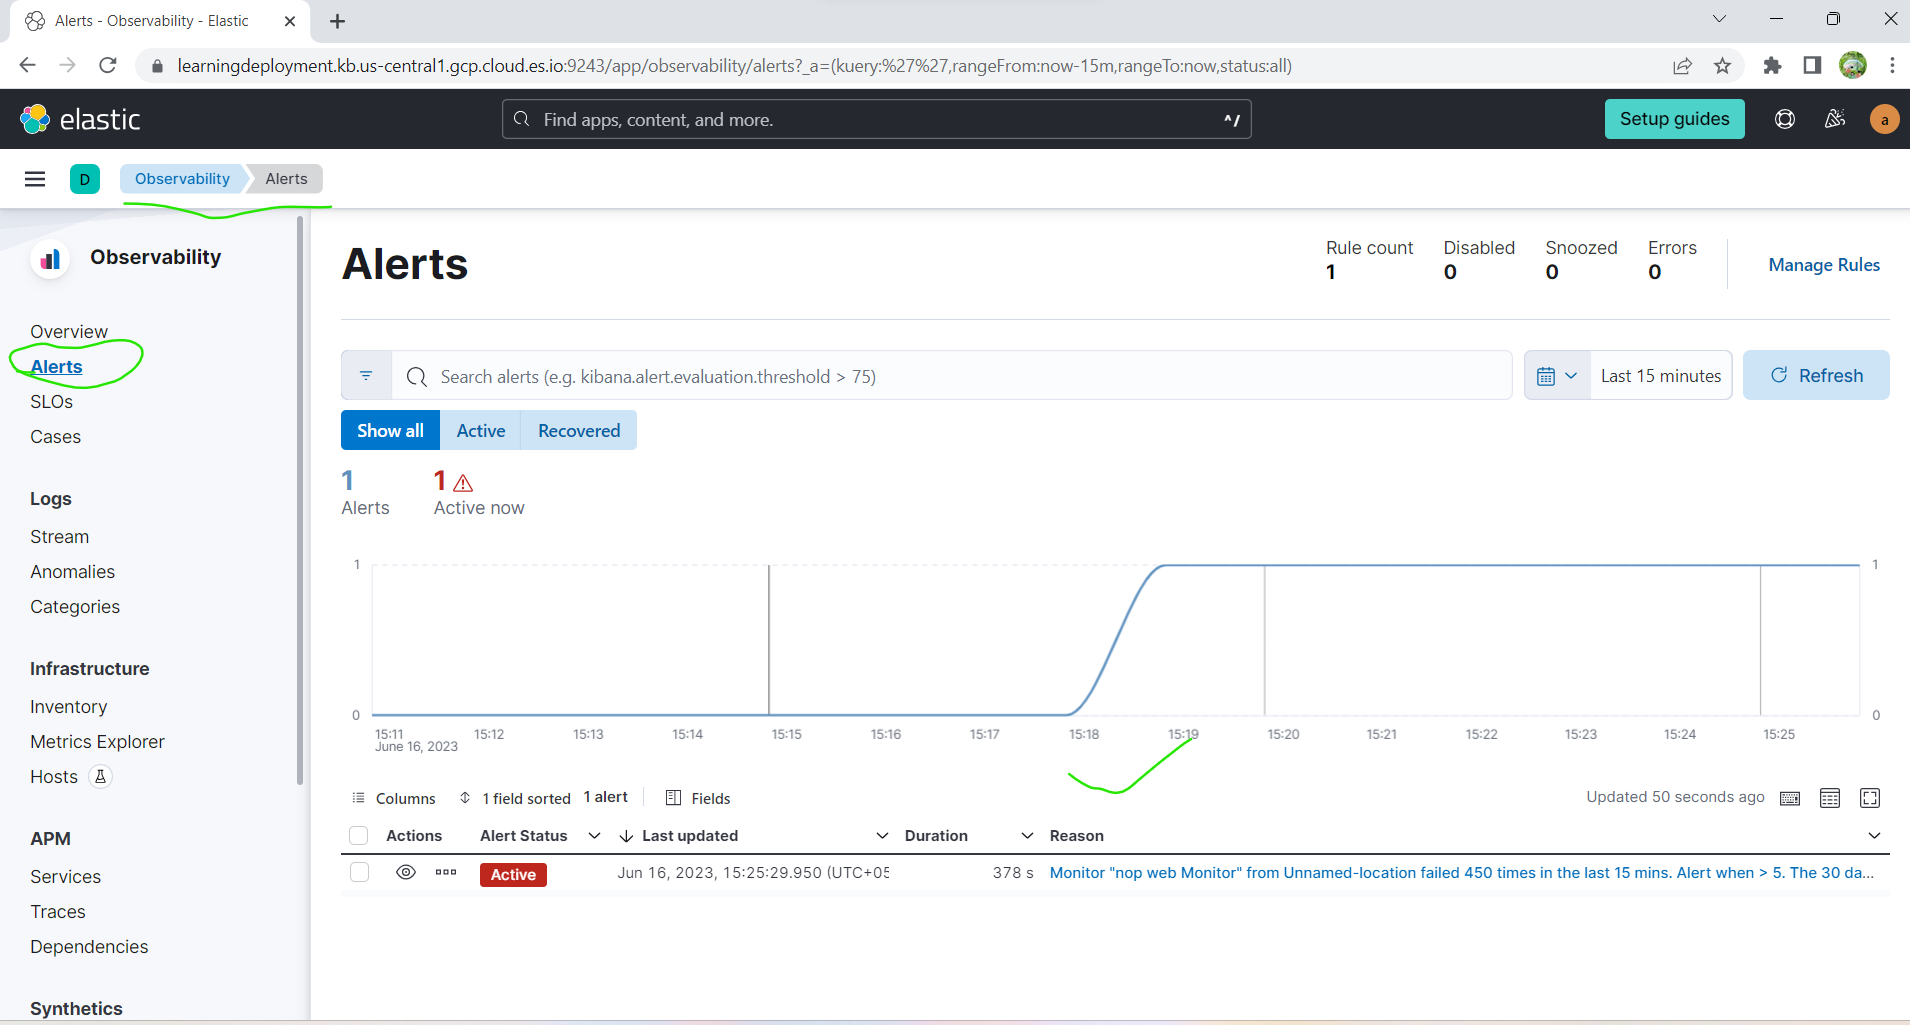 Alerts - Observability - Elastic
learningdeployment.kb.us-central1.gcp.cloud.es.io:9243/app/observability/alerts?_a=(kuery:%27%27,rangeFrom:now-15m,rangeTo:now,status:all)
elastic
Find apps, content, and more.
^/
Setup guides
a
D
Observability
Alerts
Observability
Overview
Alerts
SLOs
Cases
Logs
Stream
Anomalies
Categories
Infrastructure
Inventory
Metrics Explorer
Hosts
APM
Services
Traces
Dependencies
Synthetics
Alerts
Rule count Disabled Snoozed Errors
1 0 0 0
Manage Rules
Search alerts (e.g. kibana.alert.evaluation.threshold > 75)
Last 15 minutes
Refresh
Show all Active Recovered
1 1
Alerts Active now
1 1
0 0
15:11 15:12 15:13 15:14 15:15 15:16 15:17 15:18 15:19 15:20 15:21 15:22 15:23 15:24 15:25
June 16, 2023
Columns 1 field sorted 1 alert Fields
Updated 50 seconds ago
Actions Alert Status Last updated Duration Reason
Active Jun 16, 2023, 15:25:29.950 (UTC+05 378 s Monitor "nop web Monitor" from Unnamed-location failed 450 times in the last 15 mins. Alert when > 5. The 30 da...